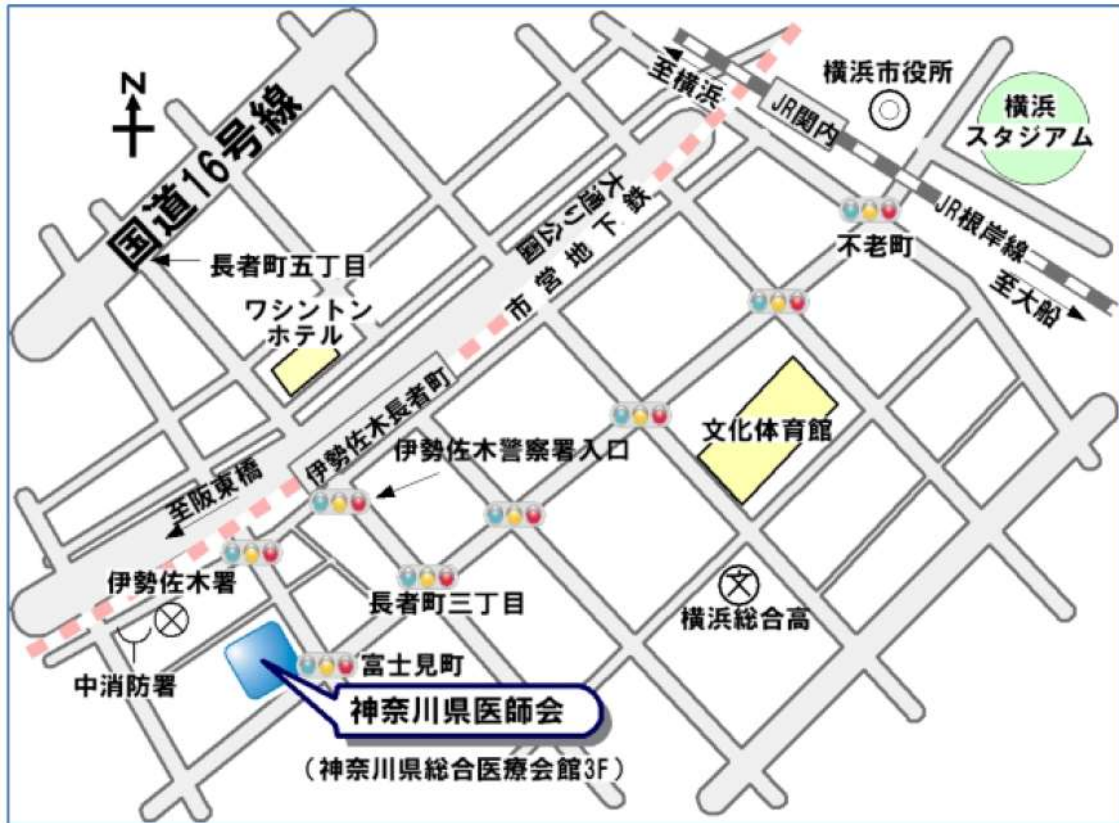 N
国道16号線
長者町五丁目
ワシントン
ホテル
至横浜
JR関内
横浜市役所
横浜
スタジアム
JR根岸線
不老町
至大船
大通り公園
市営地下鉄
伊勢佐木長者町
伊勢佐木警察署入口
文化体育館
至阪東橋
伊勢佐木署
長者町三丁目
文
横浜総合高
中消防署
富士見町
神奈川県医師会
（神奈川県総合医療会館3F）